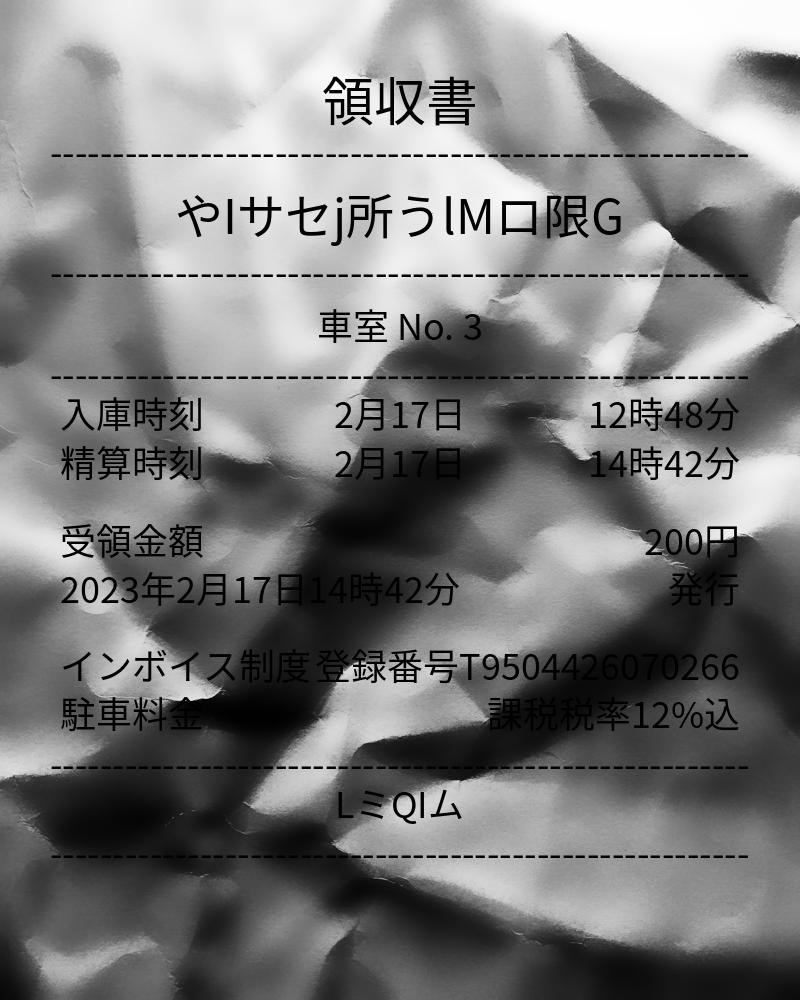 領収書
やIサセj所うlMロ限G
車室 No. 3
入庫時刻 2月17日 12時48分
精算時刻 2月17日 14時42分
受領金額 200円
2023年2月17日14時42分 発行
インボイス制度 登録番号T9504426070266
駐車料金 課税税率12%込
LミQIム